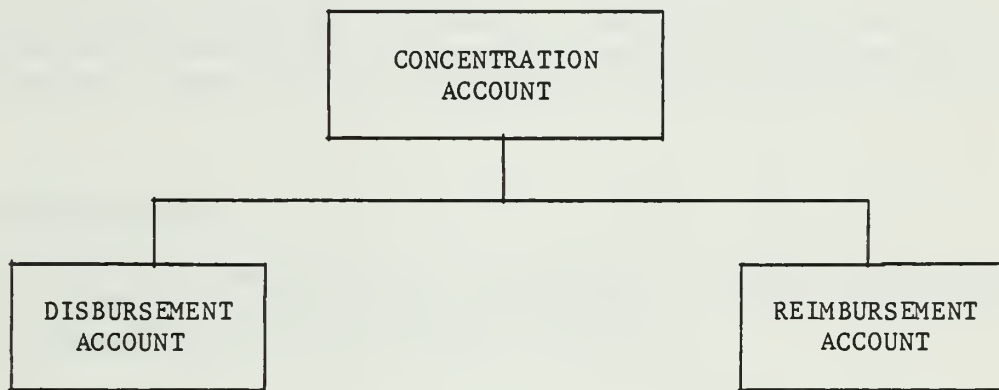 CONCENTRATION
ACCOUNT
DISBURSEMENT
ACCOUNT
REIMBURSEMENT
ACCOUNT